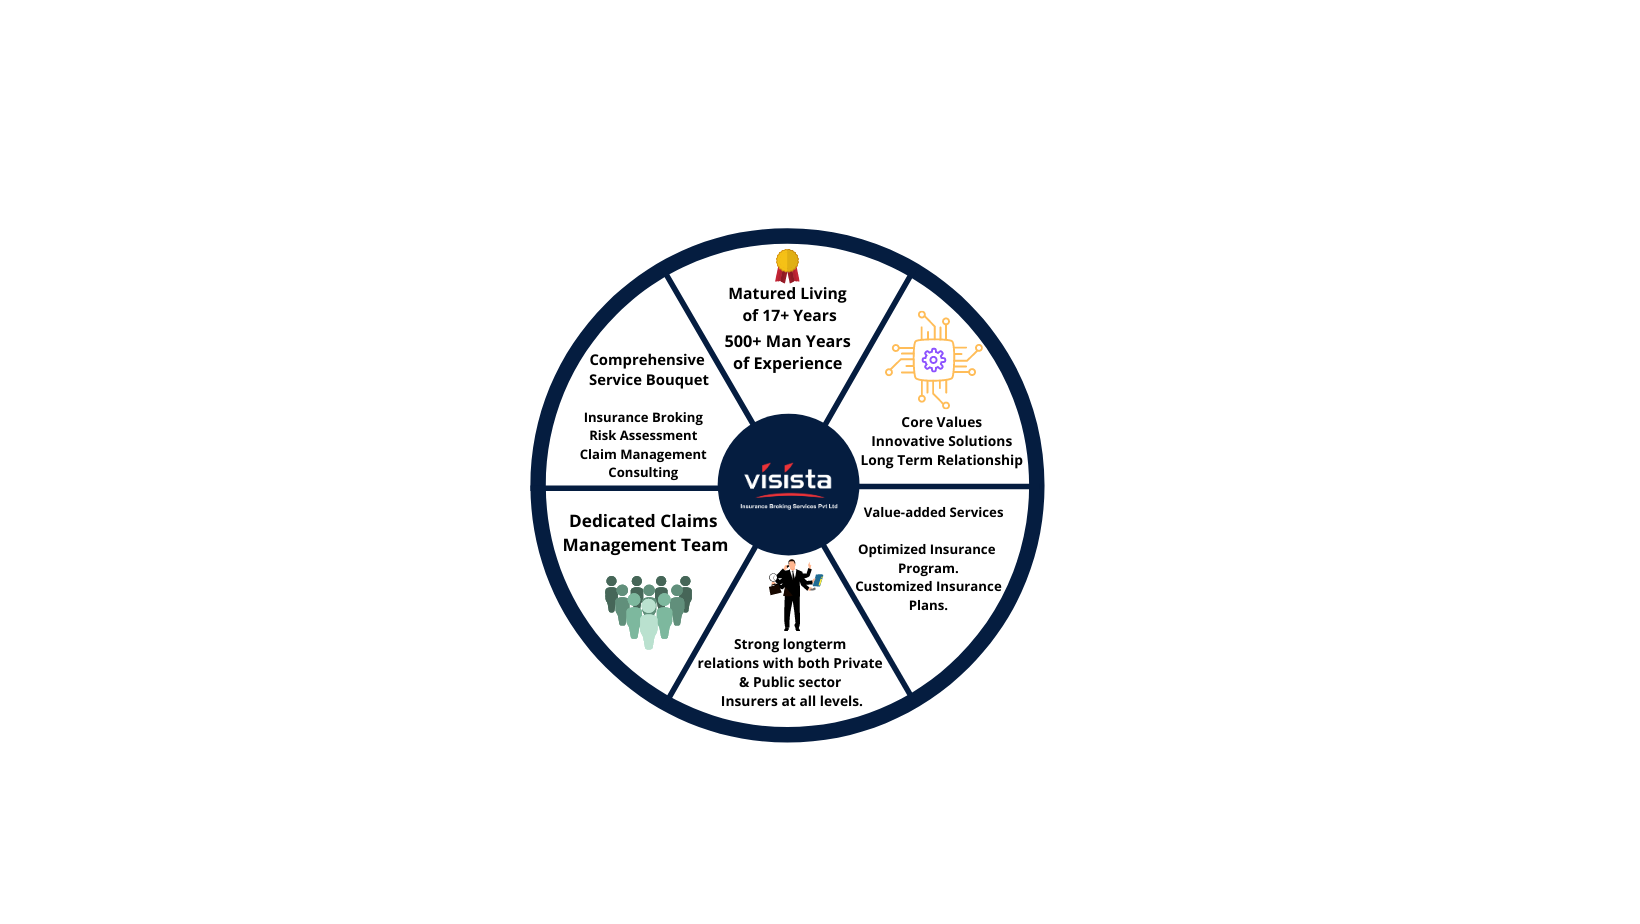 Matured Living
of 17+ Years
500+ Man Years
of Experience
Core Values
Innovative Solutions
Long Term Relationship
Value-added Services
Optimized Insurance
Program.
Customized Insurance
Plans.
Strong longterm
relations with both Private
& Public sector
Insurers at all levels.
Dedicated Claims
Management Team
Comprehensive
Service Bouquet
Insurance Broking
Risk Assessment
Claim Management
Consulting
visista
Insurance Broking Services Pvt Ltd